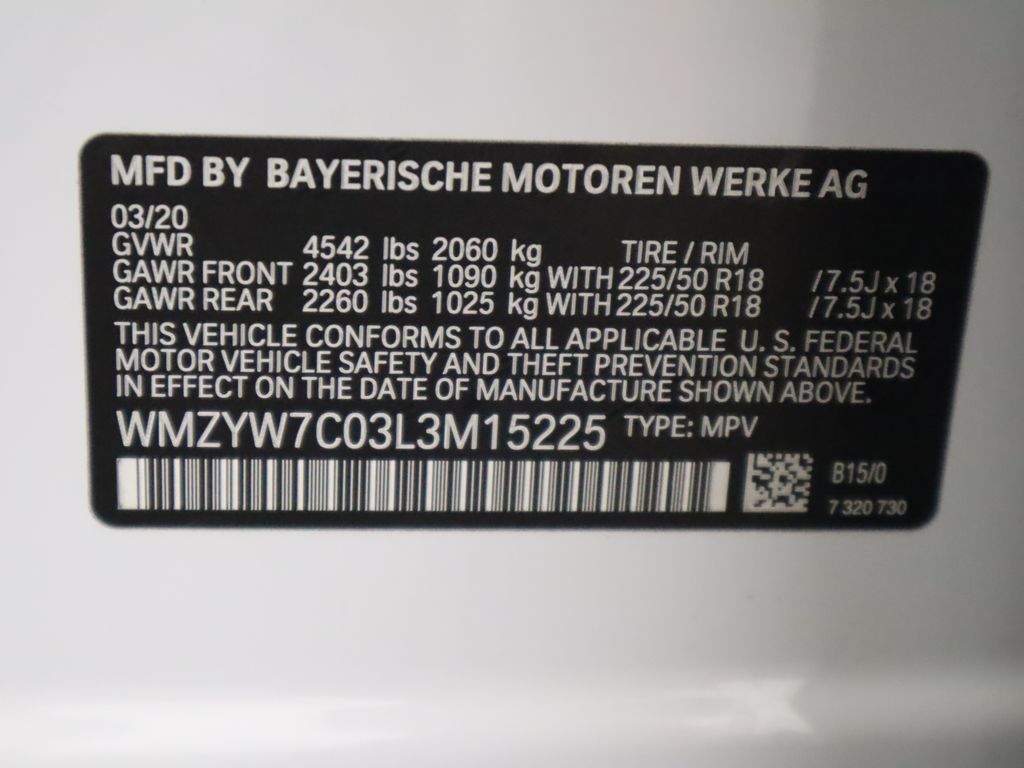 MFD BY BAYERISCHE MOTOREN WERKE AG
03/20
GVWR 4542 lbs 2060 kg TIRE / RIM
GAWR FRONT 2403 lbs 1090 kg WITH 225/50 R18 /7.5J x 18
GAWR REAR 2260 lbs 1025 kg WITH 225/50 R18 /7.5J x 18
THIS VEHICLE CONFORMS TO ALL APPLICABLE U. S. FEDERAL
MOTOR VEHICLE SAFETY AND THEFT PREVENTION STANDARDS
IN EFFECT ON THE DATE OF MANUFACTURE SHOWN ABOVE.
WMZYW7C03L3M15225 TYPE: MPV
B15/0
7 320 730